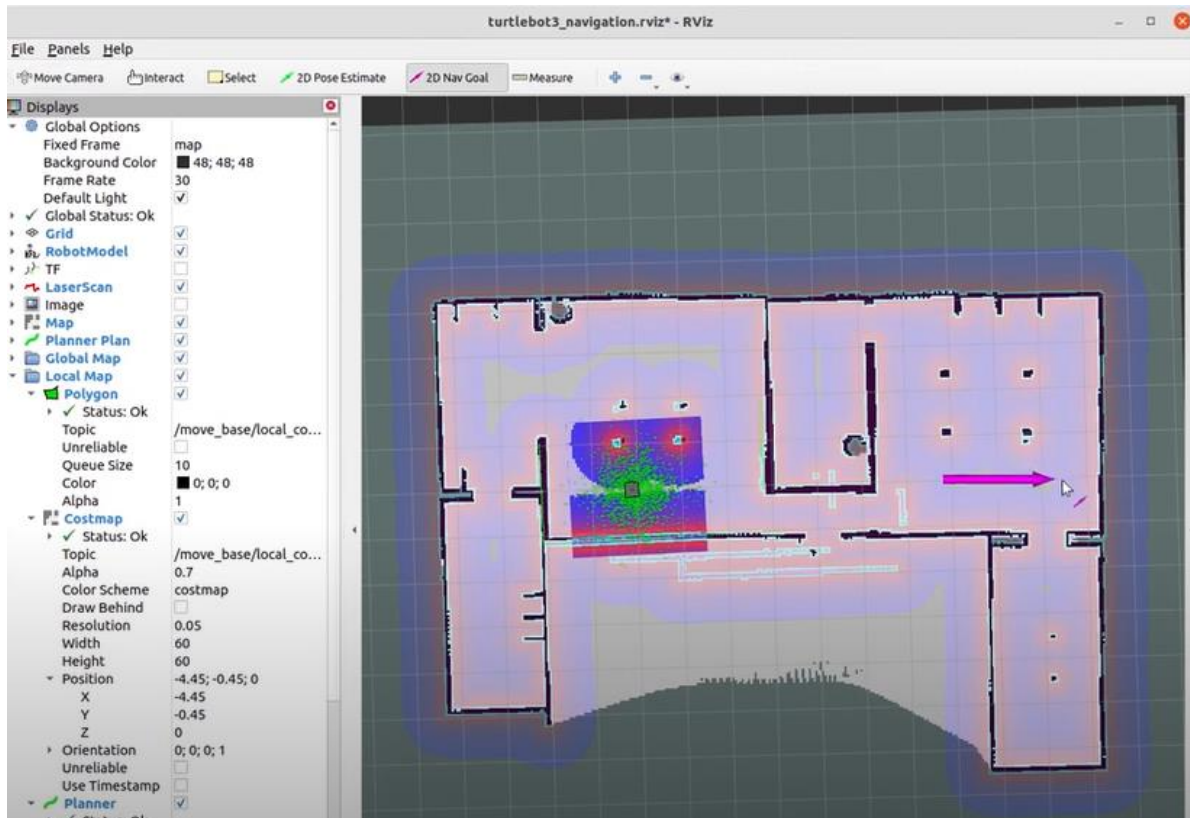 turtlebot3_navigation.rviz* - RViz
File Panels Help
Move Camera Interact Select 2D Pose Estimate 2D Nav Goal Measure
Displays
Global Options
Fixed Frame map
Background Color 48; 48; 48
Frame Rate 30
Default Light
Global Status: Ok
Grid
RobotModel
TF
LaserScan
Image
Map
Planner Plan
Global Map
Local Map
Polygon
Status: Ok
Topic /move_base/local_co...
Unreliable
Queue Size 10
Color 0; 0; 0
Alpha 1
Costmap
Status: Ok
Topic /move_base/local_co...
Alpha 0.7
Color Scheme costmap
Draw Behind
Resolution 0.05
Width 60
Height 60
Position -4.45; -0.45; 0
X -4.45
Y -0.45
Z 0
Orientation 0; 0; 0; 1
Unreliable
Use Timestamp
Planner